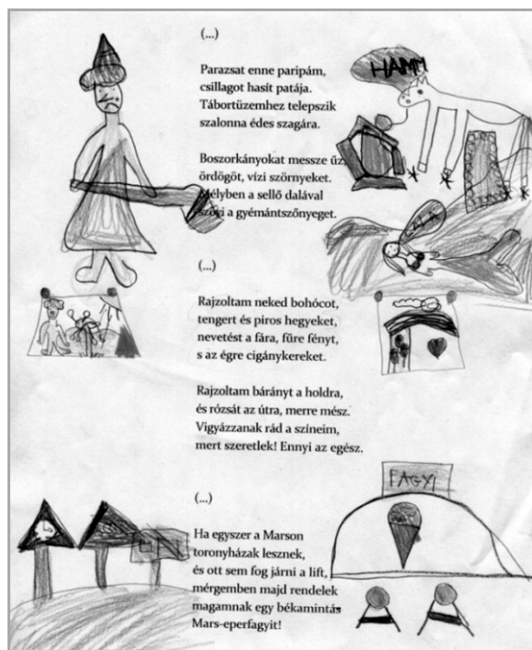 (...)
Parazsat enne paripám,
csillagot hasít patája.
Tábortüzemhez telepszik
szalonna édes szagára.
HAMM
Boszorkányokat messze űz,
ördögöt, vízi szörnyeket.
Mélyben a sellő dalával
szövi a gyémántszőnyeget.
(...)
Rajzoltam neked bohócot,
tengert és piros hegyeket,
nevetést a fára, fűre fényt,
s az égre cigánykereket.
Rajzoltam bárányt a holdra,
és rózsát az útra, merre mész.
Vigyázzanak rád a színeim,
mert szeretlek! Ennyi az egész.
FAGYI
(...)
Ha egyszer a Marson
toronyházak lesznek,
és ott sem fog járni a lift,
mérgemben majd rendelek
magamnak egy békamintás
Mars-eperfagyit!